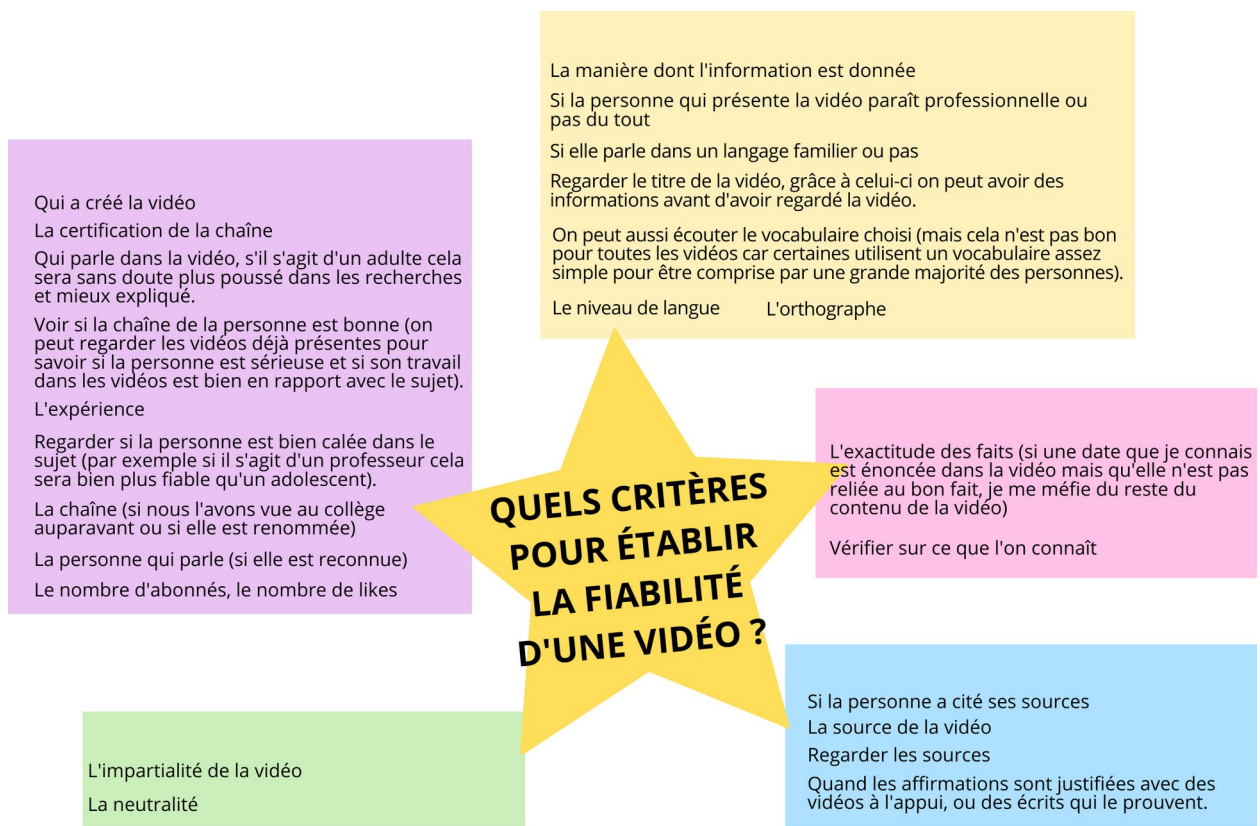 La manière dont l'information est donnée
Si la personne qui présente la vidéo paraît professionnelle ou
pas du tout
Si elle parle dans un langage familier ou pas
Regarder le titre de la vidéo, grâce à celui-ci on peut avoir des
informations avant d'avoir regardé la vidéo.
On peut aussi écouter le vocabulaire choisi (mais cela n'est pas bon
pour toutes les vidéos car certaines utilisent un vocabulaire assez
simple pour être comprise par une grande majorité des personnes).
Le niveau de langue
L'orthographe
Qui a créé la vidéo
La certification de la chaîne
Qui parle dans la vidéo, s'il s'agit d'un adulte cela
sera sans doute plus poussé dans les recherches
et mieux expliqué.
Voir si la chaîne de la personne est bonne (on
peut regarder les vidéos déjà présentes pour
savoir si la personne est sérieuse et si son travail
dans les vidéos est bien en rapport avec le sujet).
L'expérience
Regarder si la personne est bien calée dans le
sujet (par exemple si il s'agit d'un professeur cela
sera bien plus fiable qu'un adolescent).
La chaîne (si nous l'avons vue au collège
auparavant ou si elle est renommée)
La personne qui parle (si elle est reconnue)
Le nombre d'abonnés, le nombre de likes
QUELS CRITÈRES
POUR ÉTABLIR
LA FIABILITÉ
D'UNE VIDÉO ?
L'exactitude des faits (si une date que je connais
est énoncée dans la vidéo mais qu'elle n'est pas
reliée au bon fait, je me méfie du reste du
contenu de la vidéo)
Vérifier sur ce que l'on connaît
L'impartialité de la vidéo
La neutralité
Si la personne a cité ses sources
La source de la vidéo
Regarder les sources
Quand les affirmations sont justifiées avec des
vidéos à l'appui, ou des écrits qui le prouvent.